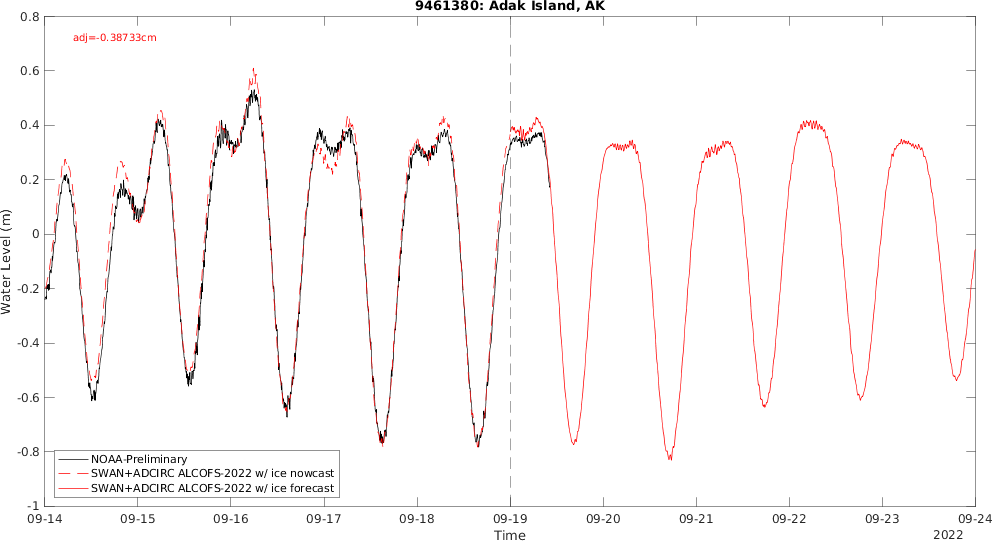 9461380: Adak Island, AK
adj=-0.38733cm
Water Level (m)
0.8
0.6
0.4
0.2
0
-0.2
-0.4
-0.6
-0.8
-1
NOAA-Preliminary
SWAN+ADCIRC ALCOFS-2022 w/ ice nowcast
SWAN+ADCIRC ALCOFS-2022 w/ ice forecast
09-14 09-15 09-16 09-17 09-18 09-19 09-20 09-21 09-22 09-23 09-24
Time
2022